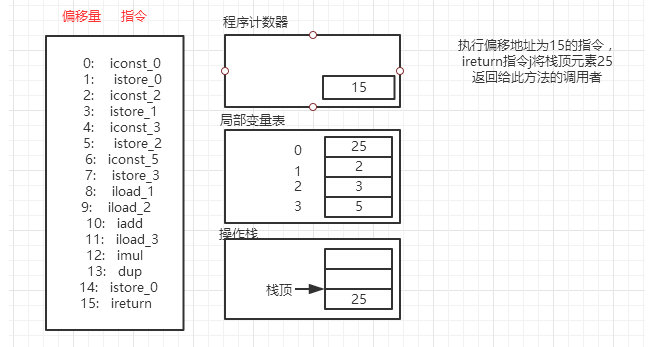 偏移量 指令
0: iconst_0
1: istore_0
2: iconst_2
3: istore_1
4: iconst_3
5: istore_2
6: iconst_5
7: istore_3
8: iload_1
9: iload_2
10: iadd
11: iload_3
12: imul
13: dup
14: istore_0
15: ireturn
程序计数器
15
局部变量表
0 25
1 2
2 3
3 5
操作栈
栈顶
25
执行偏移地址为15的指令，
ireturn指令j将栈顶元素25
返回给此方法的调用者